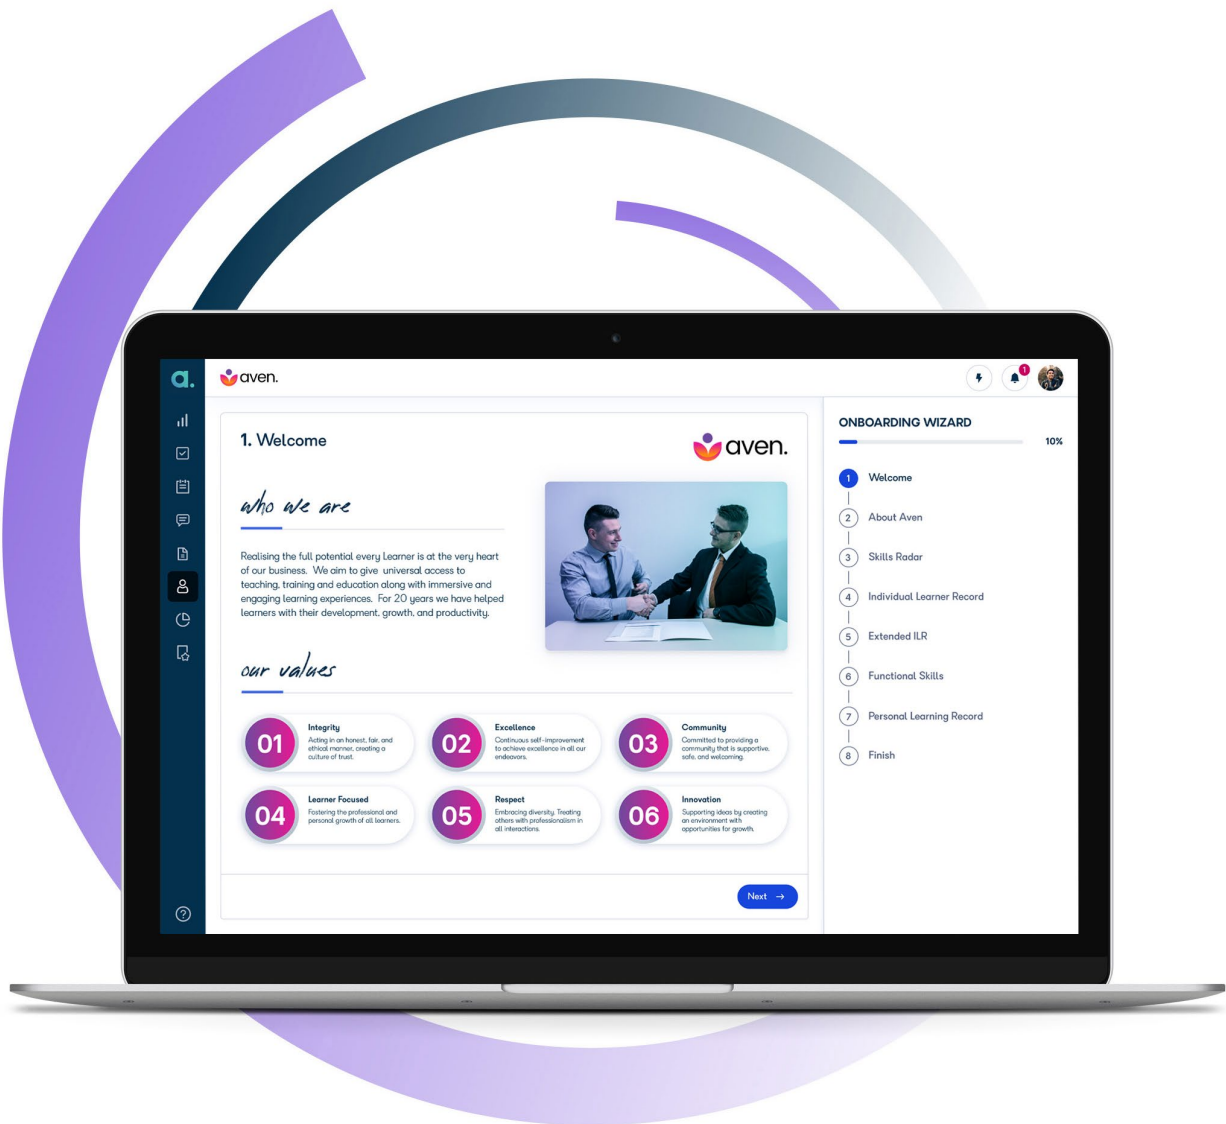 a.
aven.
1
1. Welcome
aven.
who we are
Realising the full potential every Learner is at the very heart
of our business. We aim to give universal access to
teaching, training and education along with immersive and
engaging learning experiences. For 20 years we have helped
learners with their development, growth, and productivity.
our values
01
Integrity
Acting in an honest, fair, and
ethical manner, creating a
culture of trust.
02
Excellence
Continuous self-improvement
to achieve excellence in all our
endeavors.
03
Community
Committed to providing a
community that is supportive,
safe, and welcoming.
04
Learner Focused
Fostering the professional and
personal growth of all learners.
05
Respect
Embracing diversity. Treating
others with professionalism in
all interactions.
06
Innovation
Supporting ideas by creating
an environment with
opportunities for growth.
Next →
ONBOARDING WIZARD
10%
1 Welcome
2 About Aven
3 Skills Radar
4 Individual Learner Record
5 Extended ILR
6 Functional Skills
7 Personal Learning Record
8 Finish
?